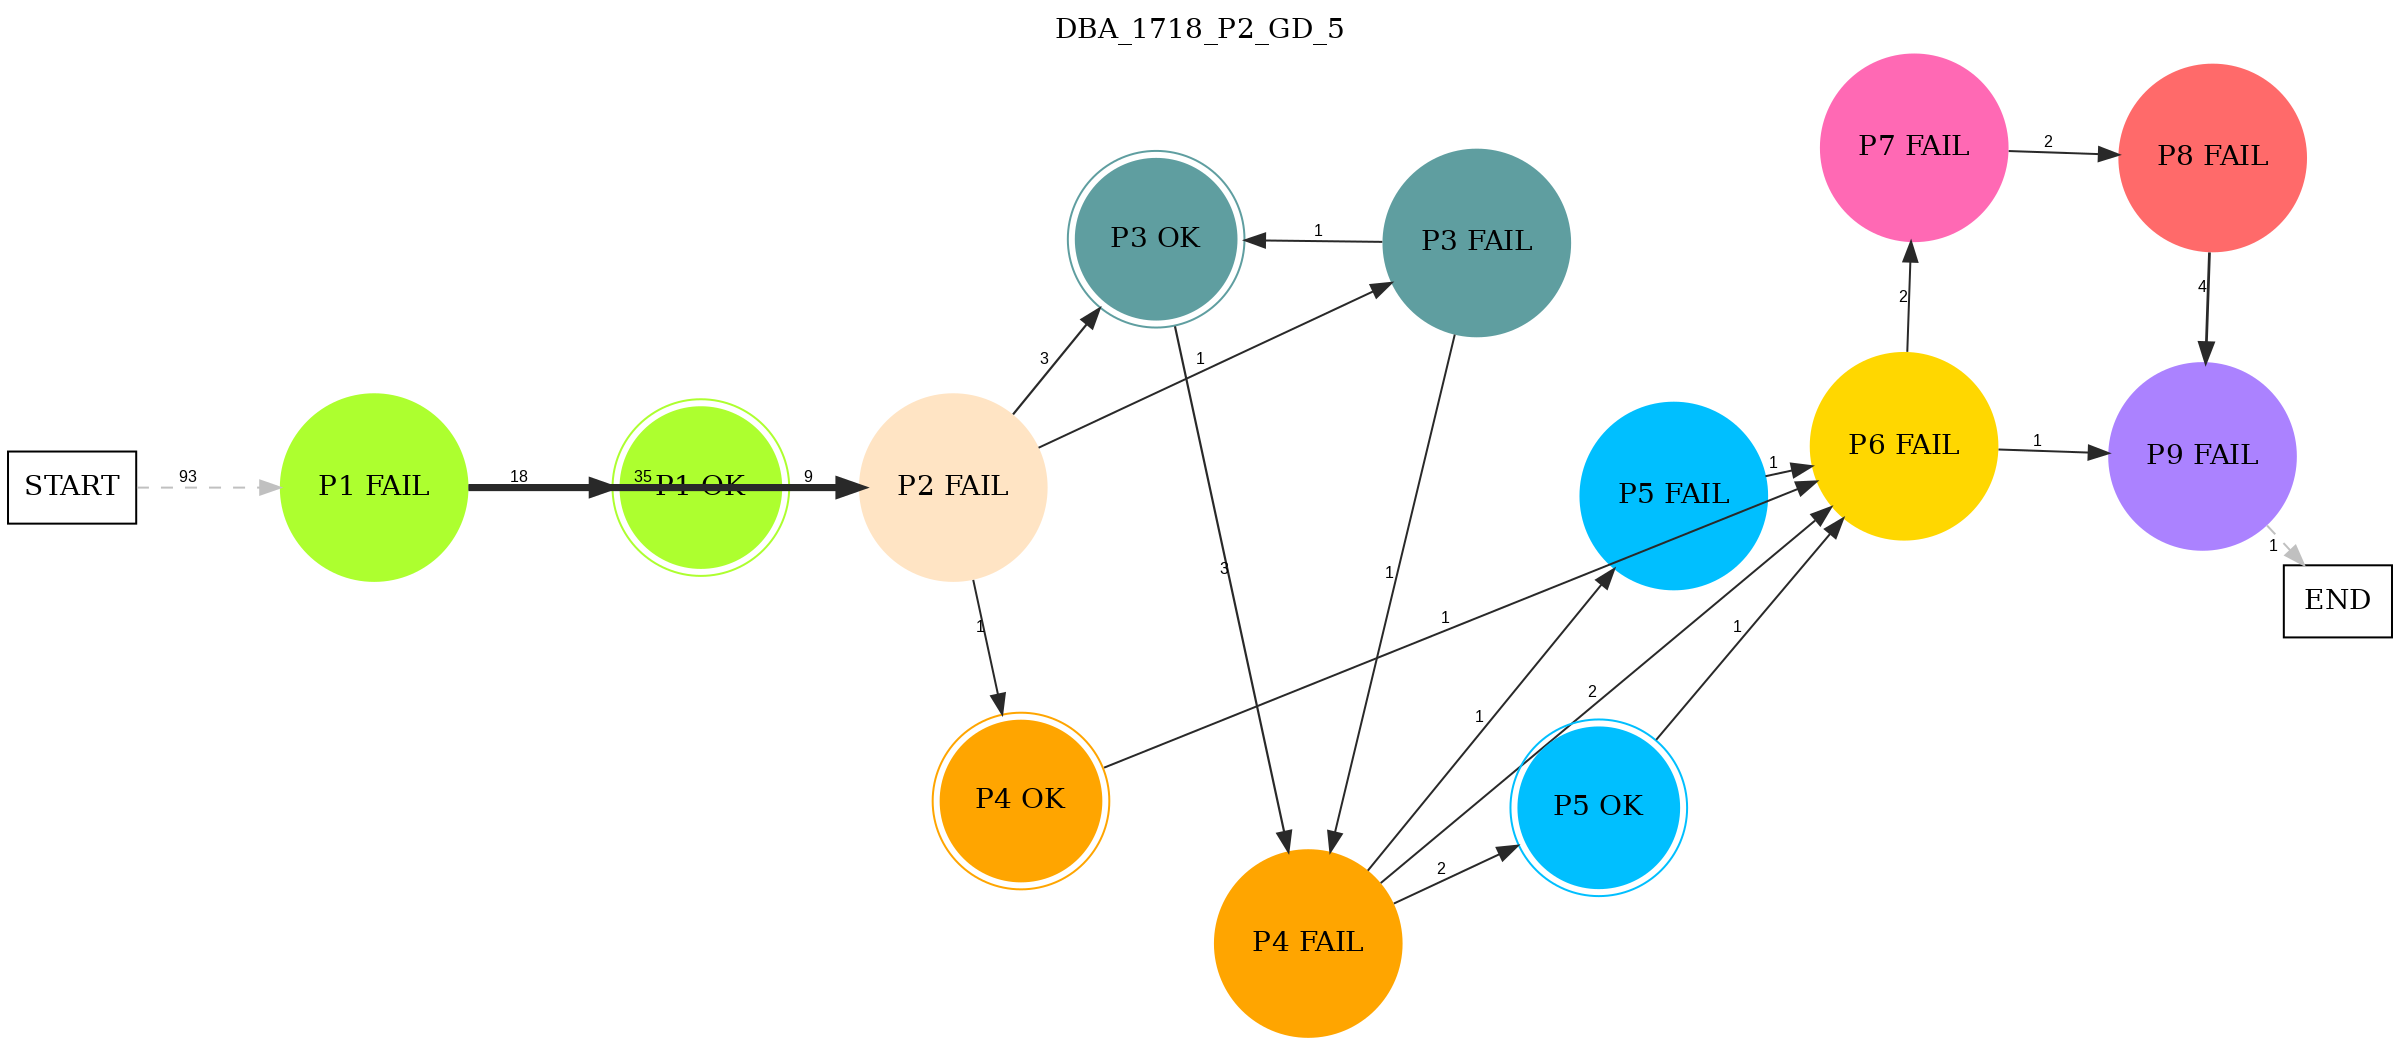 DBA_1718_P2_GD_5
P7 FAIL
2
P8 FAIL
P3 OK
1
P3 FAIL
2
4
3
1
START
93
P1 FAIL
18
35
P1 OK
9
P2 FAIL
P5 FAIL
1
P6 FAIL
1
P9 FAIL
1
3
1
1
END
1
1
1
2
1
P4 OK
2
P5 OK
P4 FAIL